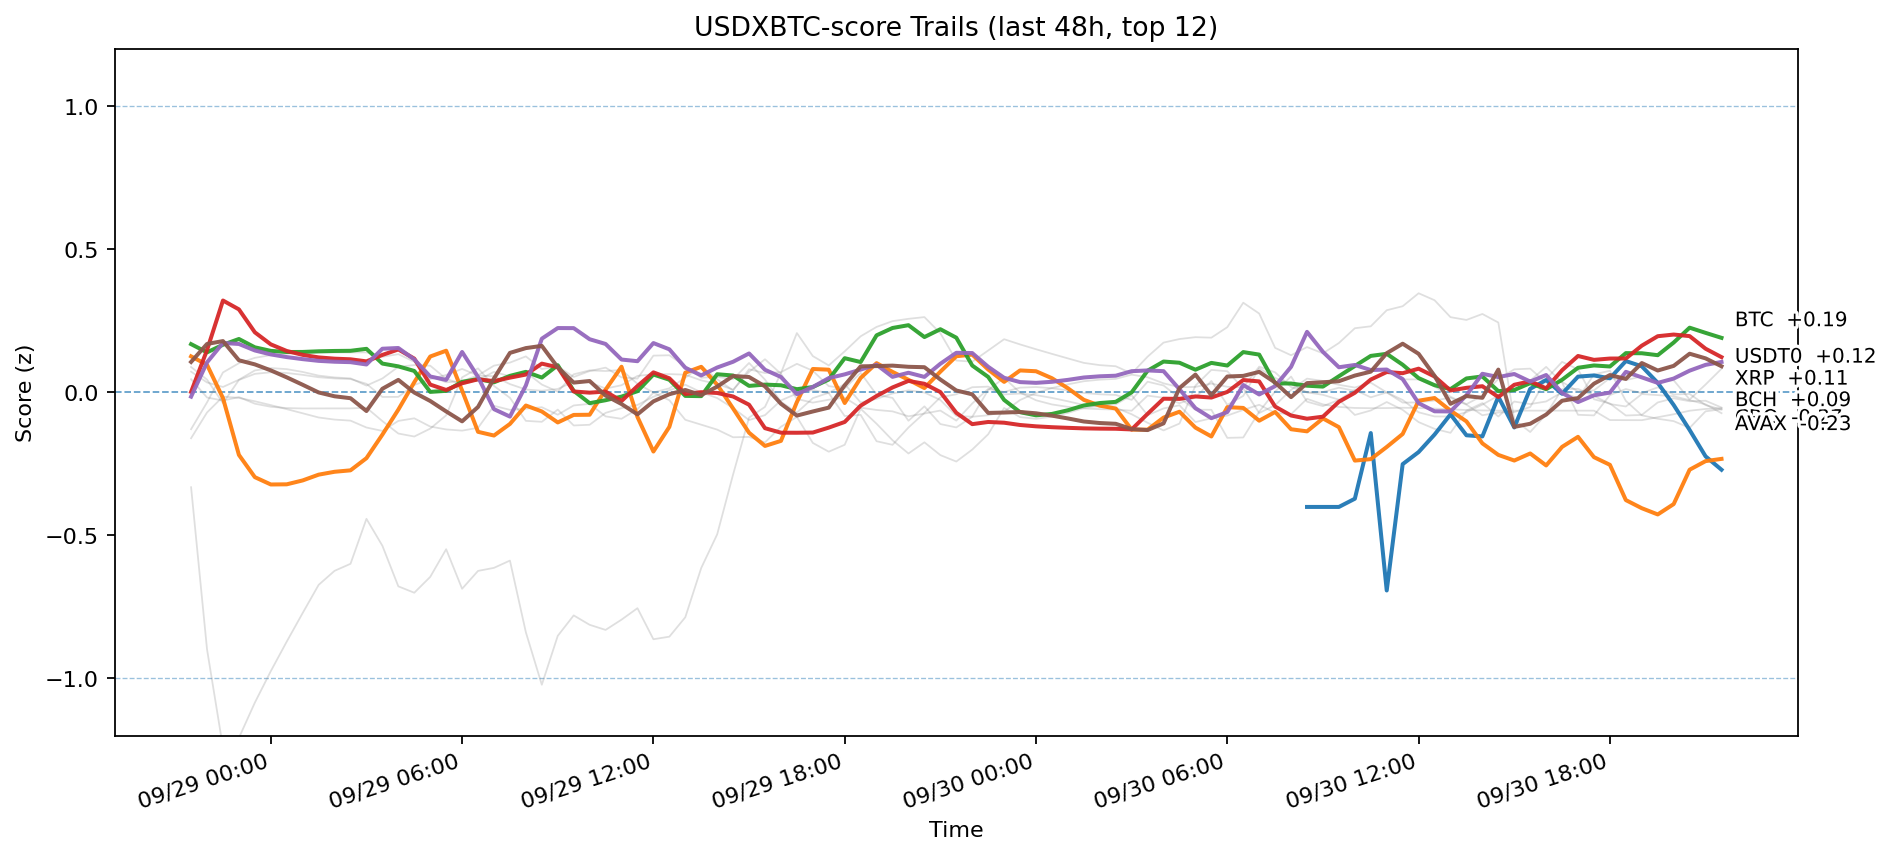 USDXBTC-score Trails (last 48h, top 12)
Score (z)
1.0
0.5
0.0
−0.5
−1.0
BTC +0.19
USDT0 +0.12
XRP +0.11
BCH +0.09
AVAX -0.23
09/29 00:00
09/29 06:00
09/29 12:00
09/29 18:00
09/30 00:00
09/30 06:00
09/30 12:00
09/30 18:00
Time